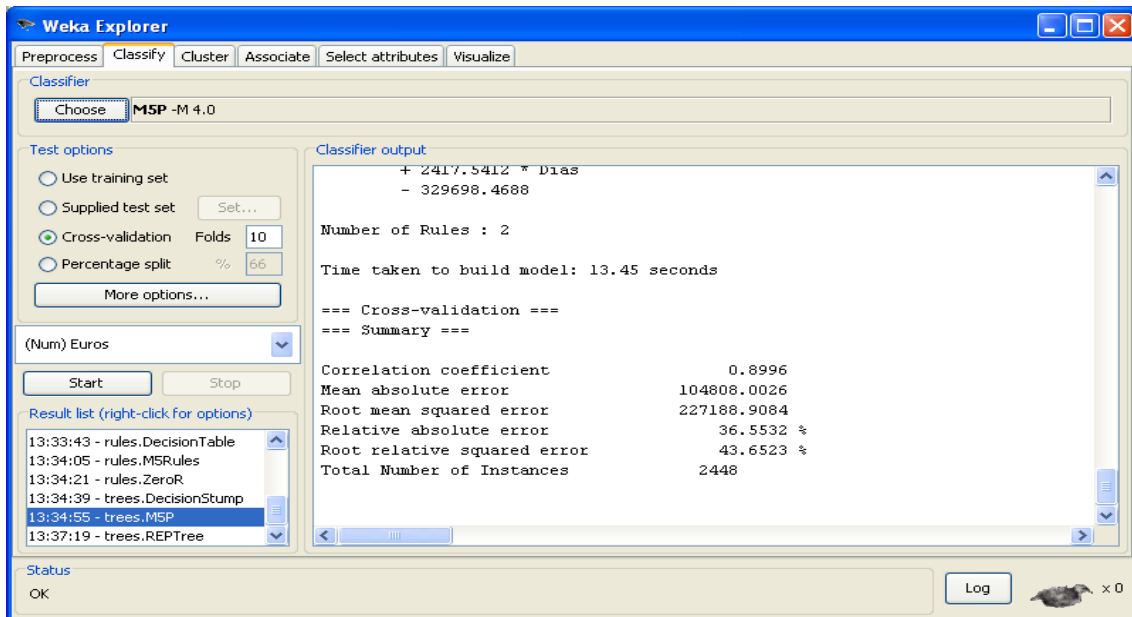 Weka Explorer
Preprocess Classify Cluster Associate Select attributes Visualize
Classifier
Choose M5P -M 4.0
Test options
Use training set
Supplied test set Set...
Cross-validation Folds 10
Percentage split % 66
More options...
(Num) Euros
Start Stop
Result list (right-click for options)
13:33:43 - rules.DecisionTable
13:34:05 - rules.M5Rules
13:34:21 - rules.ZeroR
13:34:39 - trees.DecisionStump
13:34:55 - trees.M5P
13:37:19 - trees.REPTree
Classifier output
+ 2417.5412 * Dias
- 329698.4688
Number of Rules : 2
Time taken to build model: 13.45 seconds
=== Cross-validation ===
=== Summary ===
Correlation coefficient 0.8996
Mean absolute error 104808.0026
Root mean squared error 227188.9084
Relative absolute error 36.5532 %
Root relative squared error 43.6523 %
Total Number of Instances 2448
Status
OK
Log
x 0